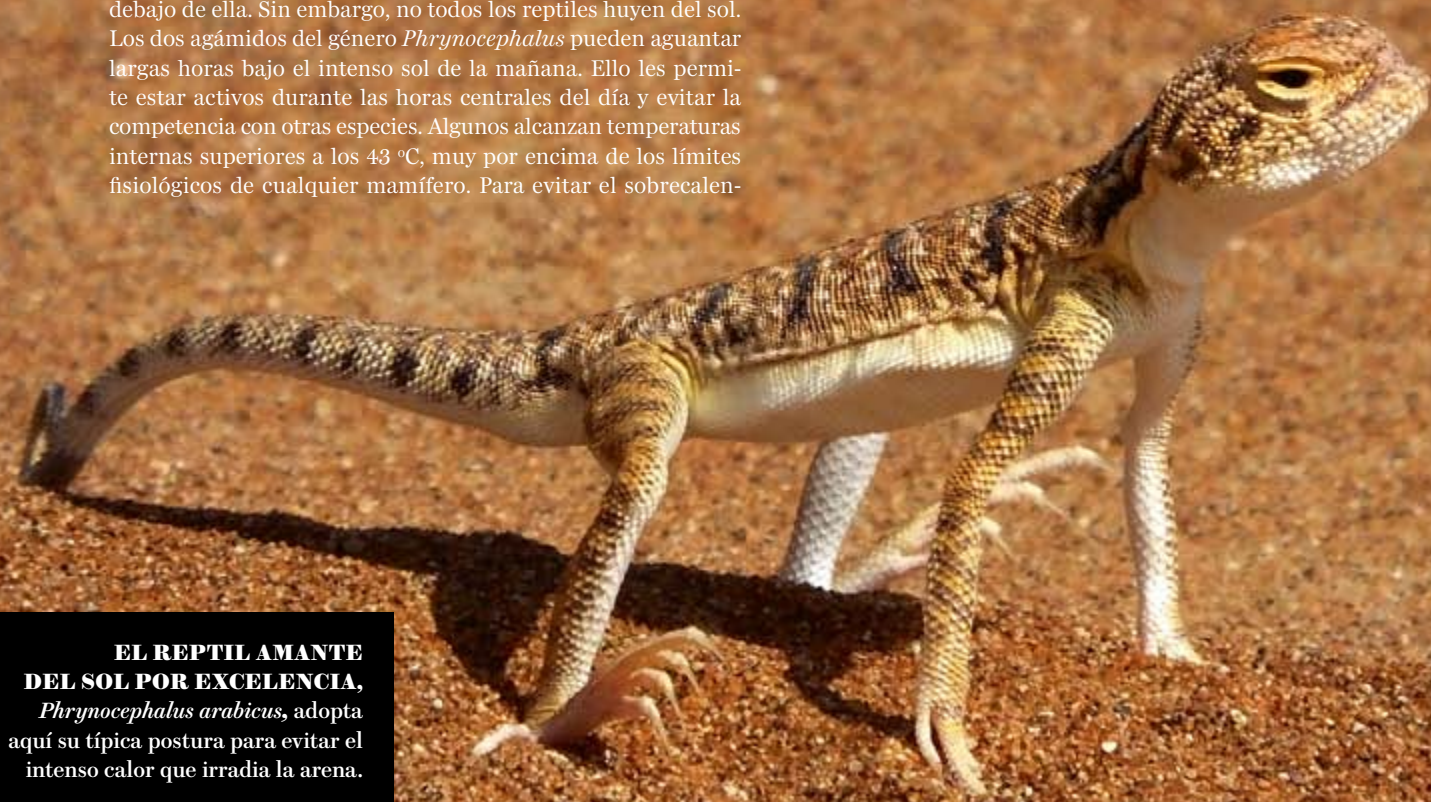 debajo de ella. Sin embargo, no todos los reptiles huyen del sol.
Los dos agámidos del género Phrynocephalus pueden aguantar
largas horas bajo el intenso sol de la mañana. Ello les permi-
te estar activos durante las horas centrales del día y evitar la
competencia con otras especies. Algunos alcanzan temperaturas
internas superiores a los 43 ºC, muy por encima de los límites
fisiológicos de cualquier mamífero. Para evitar el sobrecalen-
EL REPTIL AMANTE
DEL SOL POR EXCELENCIA,
Phrynocephalus arabicus, adopta
aquí su típica postura para evitar el
intenso calor que irradia la arena.